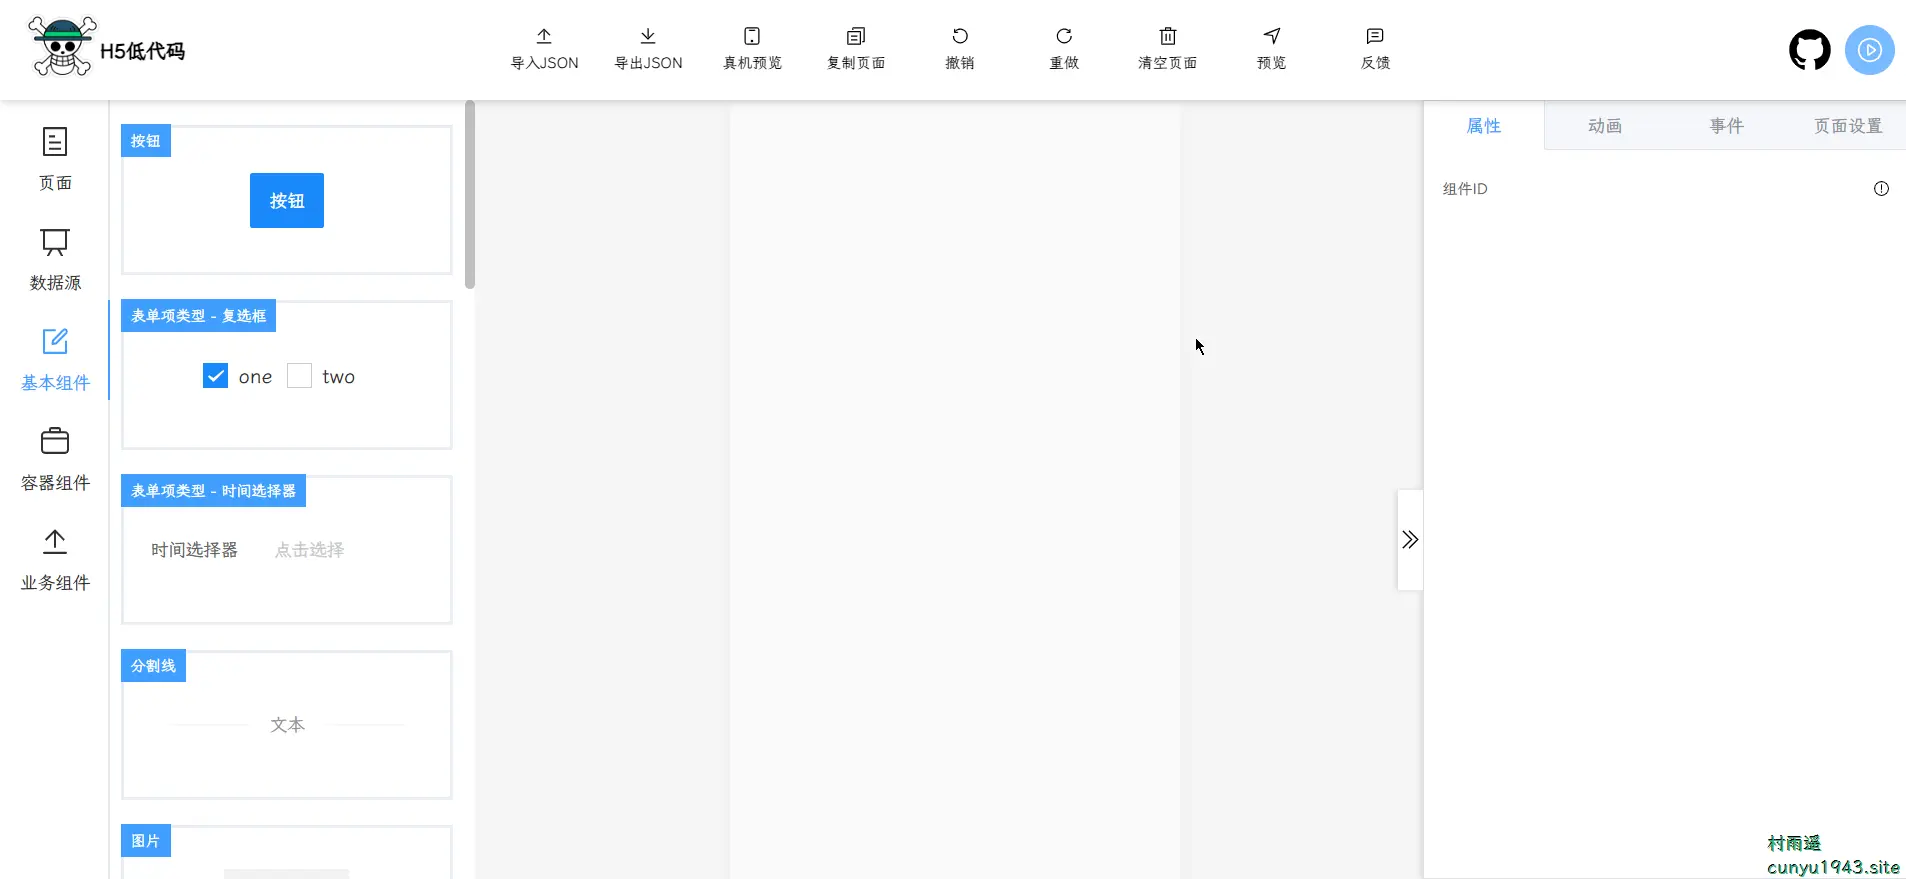 H5低代码
导入JSON
导出JSON
真机预览
复制页面
撤销
重做
清空页面
预览
反馈
页面
数据源
基本组件
容器组件
业务组件
按钮
按钮
表单项类型 - 复选框
one
two
表单项类型 - 时间选择器
时间选择器
点击选择
分割线
文本
图片
属性
动画
事件
页面设置
组件ID
村雨遥
cunyu1943.site